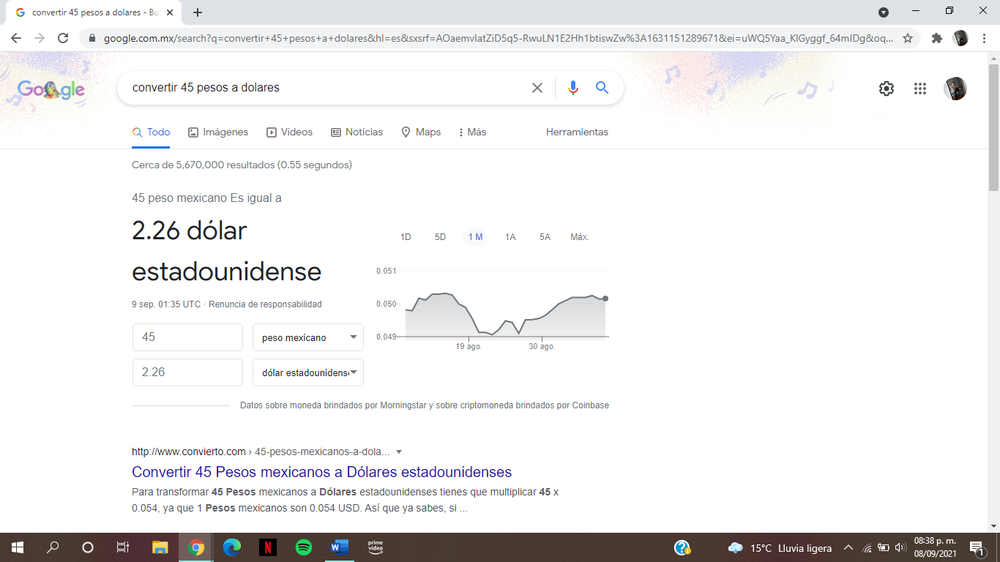 convertir 45 pesos a dolares - Bu
google.com.mx/search?q=convertir+45+pesos+a+dolares&hl=es&sxsrf=AOaemvIatZiD5q5-RwuLN1E2Hh1btiswZw%3A1631151289671&ei=uWQ5Yaa_KIGyggf_64mIDg&oq...
Google
convertir 45 pesos a dolares
Todo Imágenes Videos Noticias Maps Más Herramientas
Cerca de 5,670,000 resultados (0.55 segundos)
45 peso mexicano Es igual a
2.26 dólar
estadounidense
9 sep. 01:35 UTC · Renuncia de responsabilidad
45 peso mexicano
2.26 dólar estadounidens
1D 5D 1 M 1A 5A Máx.
0.051
0.050
0.049
19 ago. 30 ago.
Datos sobre moneda brindados por Morningstar y sobre criptomoneda brindados por Coinbase
http://www.convierto.com › 45-pesos-mexicanos-a-dola...
Convertir 45 Pesos mexicanos a Dólares estadounidenses
Para transformar 45 Pesos mexicanos a Dólares estadounidenses tienes que multiplicar 45 x
0.054, ya que 1 Pesos mexicanos son 0.054 USD. Así que ya sabes, si ...
N
W
prime
video
15°C Lluvia ligera
08:38 p. m.
08/09/2021
1